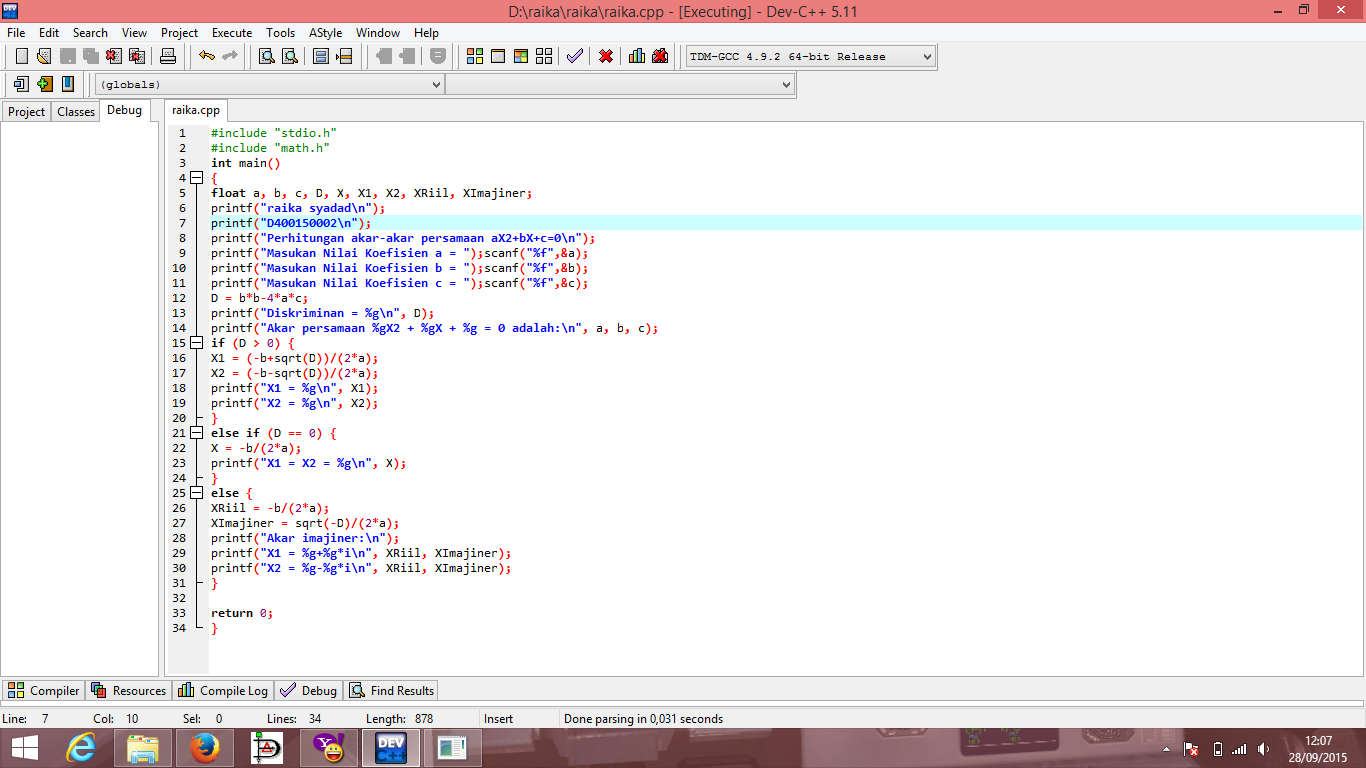 D:\raika\raika\raika.cpp - [Executing] - Dev-C++ 5.11
File Edit Search View Project Execute Tools AStyle Window Help
TDM-GCC 4.9.2 64-bit Release
(globals)
Project Classes Debug
raika.cpp
1 #include "stdio.h"
2 #include "math.h"
3 int main()
4 {
5 float a, b, c, D, X, X1, X2, XRiil, XImajiner;
6 printf("raika syadad\n");
7 printf("D400150002\n");
8 printf("Perhitungan akar-akar persamaan aX2+bX+c=0\n");
9 printf("Masukan Nilai Koefisien a = ");scanf("%f",&a);
10 printf("Masukan Nilai Koefisien b = ");scanf("%f",&b);
11 printf("Masukan Nilai Koefisien c = ");scanf("%f",&c);
12 D = b*b-4*a*c;
13 printf("Diskriminan = %g\n", D);
14 printf("Akar persamaan %gX2 + %gX + %g = 0 adalah:\n", a, b, c);
15 if (D > 0) {
16 X1 = (-b+sqrt(D))/(2*a);
17 X2 = (-b-sqrt(D))/(2*a);
18 printf("X1 = %g\n", X1);
19 printf("X2 = %g\n", X2);
20 }
21 else if (D == 0) {
22 X = -b/(2*a);
23 printf("X1 = X2 = %g\n", X);
24 }
25 else {
26 XRiil = -b/(2*a);
27 XImajiner = sqrt(-D)/(2*a);
28 printf("Akar imajiner:\n");
29 printf("X1 = %g+%g*i\n", XRiil, XImajiner);
30 printf("X2 = %g-%g*i\n", XRiil, XImajiner);
31 }
32
33 return 0;
34 }
Compiler Resources Compile Log Debug Find Results
Line: 7 Col: 10 Sel: 0 Lines: 34 Length: 878 Insert Done parsing in 0,031 seconds
DEV C++
12:07
28/09/2015